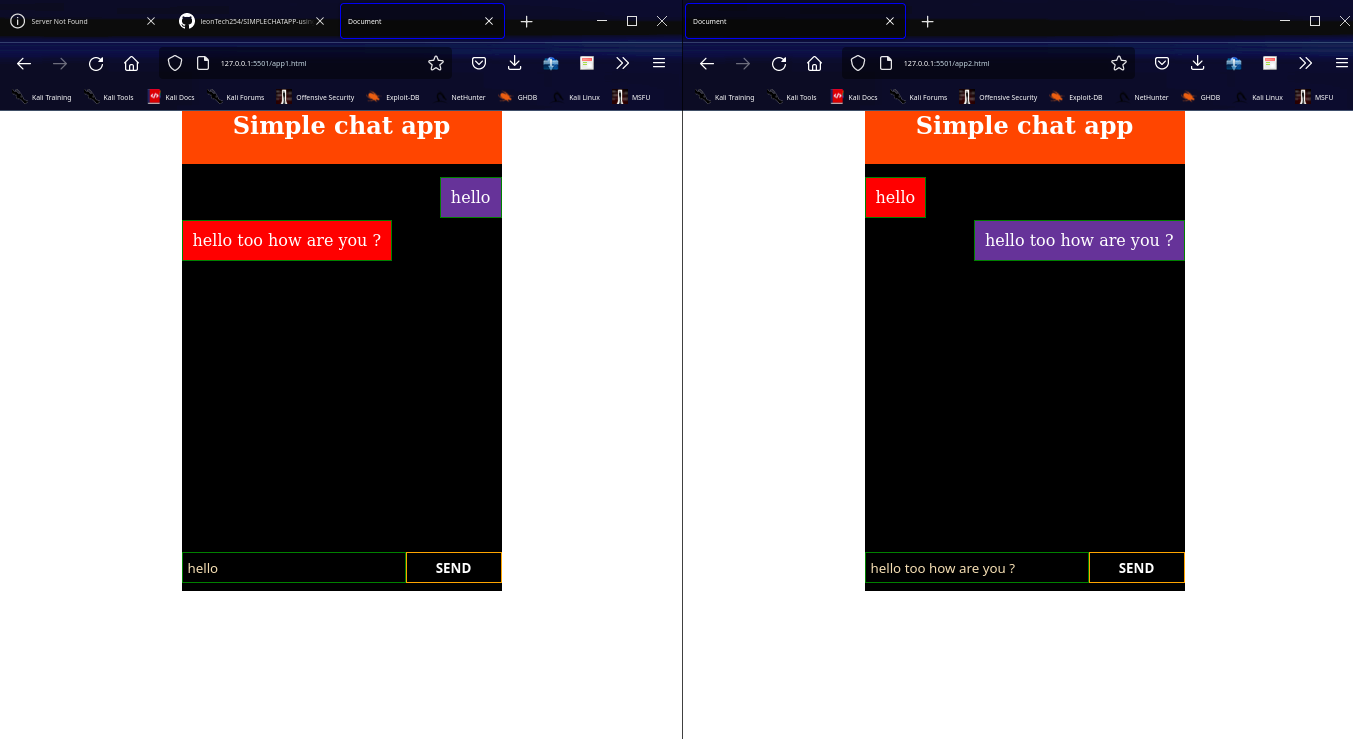 Server Not Found
leonTech254/SIMPLECHATAPP-usin
Document
127.0.0.1:5501/app1.html
Kali Training Kali Tools Kali Docs Kali Forums Offensive Security Exploit-DB NetHunter GHDB Kali Linux MSFU
Simple chat app
hello
hello too how are you ?
hello
SEND
Document
127.0.0.1:5501/app2.html
Kali Training Kali Tools Kali Docs Kali Forums Offensive Security Exploit-DB NetHunter GHDB Kali Linux MSFU
Simple chat app
hello
hello too how are you ?
hello too how are you ?
SEND